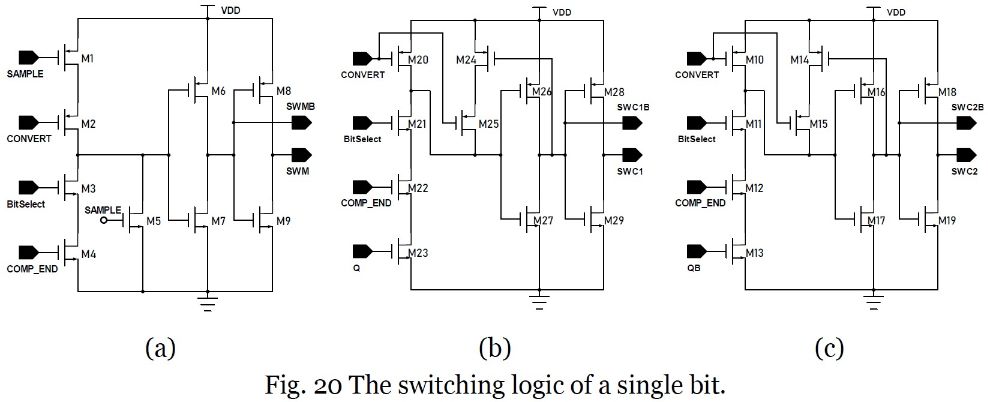 VDD
SAMPLE
M1
M6
M8
SWMB
CONVERT
M2
SWM
BitSelect
M3
SAMPLE
M5
M7
M9
COMP_END
M4
(a)
VDD
CONVERT
M20
M24
M26
M28
SWC1B
BitSelect
M21
M25
SWC1
COMP_END
M22
M27
M29
Q
M23
(b)
VDD
CONVERT
M10
M14
M16
M18
SWC2B
BitSelect
M11
M15
SWC2
COMP_END
M12
M17
M19
QB
M13
(c)
Fig. 20 The switching logic of a single bit.